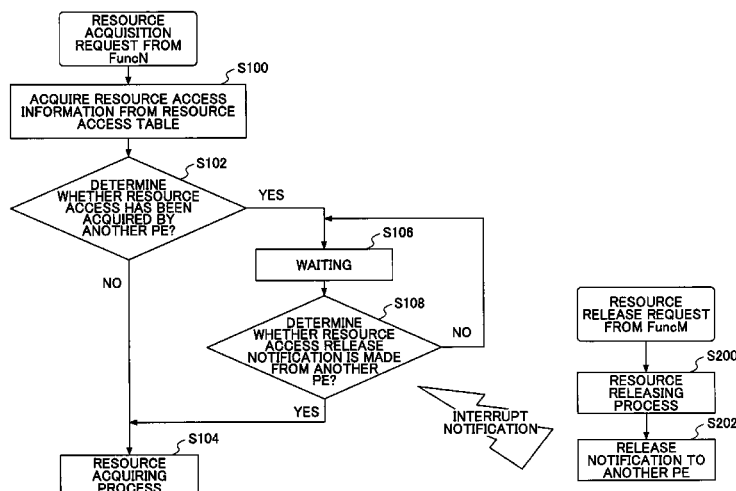 RESOURCE
ACQUISITION
REQUEST FROM
FuncN
S100
ACQUIRE RESOURCE ACCESS
INFORMATION FROM RESOURCE
ACCESS TABLE
S102
DETERMINE
WHETHER RESOURCE
ACCESS HAS BEEN
ACQUIRED BY
ANOTHER PE?
YES
NO
S106
WAITING
S108
DETERMINE
WHETHER RESOURCE
ACCESS RELEASE
NOTIFICATION IS MADE
FROM ANOTHER
PE?
NO
YES
S104
RESOURCE
ACQUIRING
PROCESS
INTERRUPT
NOTIFICATION
RESOURCE
RELEASE REQUEST
FROM FuncM
S200
RESOURCE
RELEASING
PROCESS
S202
RELEASE
NOTIFICATION TO
ANOTHER PE